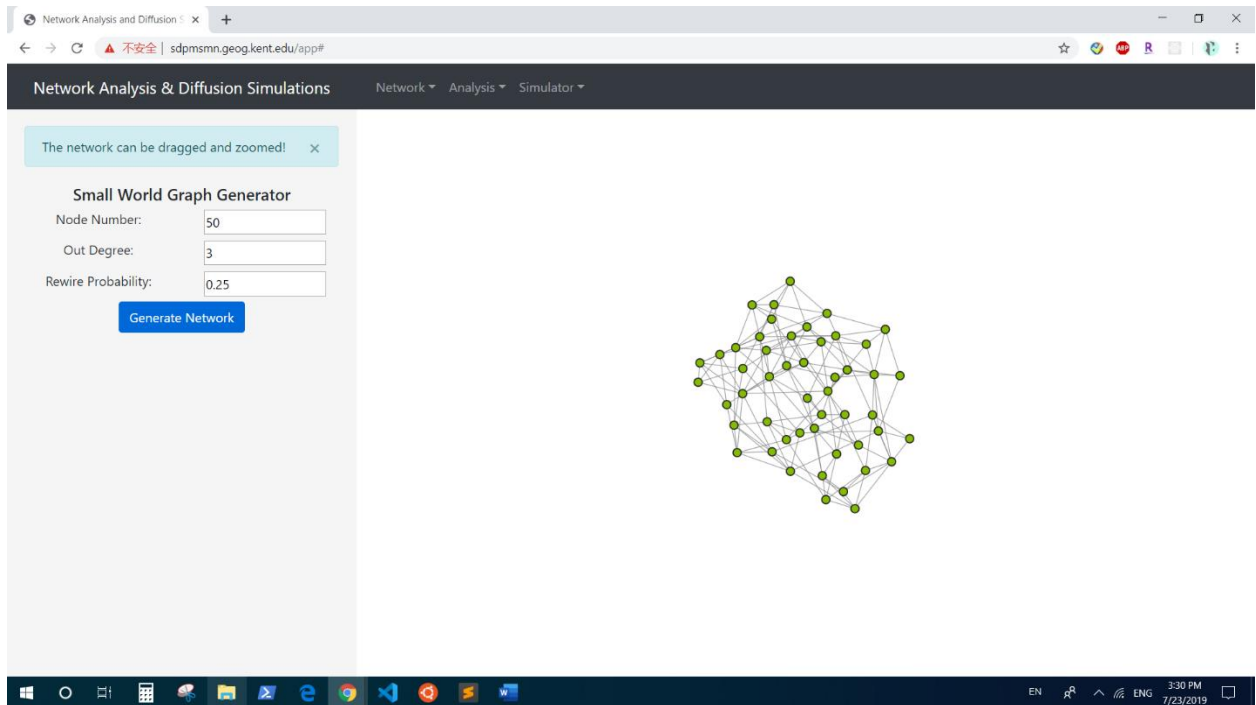 Network Analysis and Diffusion S
不安全 | sdpmsmn.geog.kent.edu/app#
ABP
R
Network Analysis & Diffusion Simulations
Network
Analysis
Simulator
The network can be dragged and zoomed! ×
Small World Graph Generator
Node Number: 50
Out Degree: 3
Rewire Probability: 0.25
Generate Network
EN
ENG
3:30 PM
7/23/2019